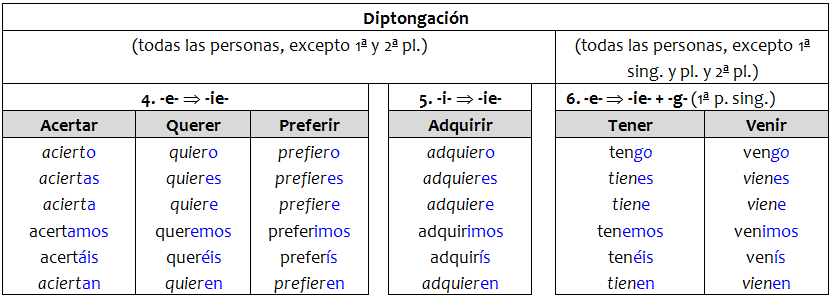 Diptongación
(todas las personas, excepto 1ª y 2ª pl.) (todas las personas, excepto 1ª
sing. y pl. y 2ª pl.)
4. -e- ⇒ -ie- 5. -i- ⇒ -ie- 6. -e- ⇒ -ie- + -g- (1ª p. sing.)
Acertar Querer Preferir Adquirir Tener Venir
acierto quiero prefiero adquiero tengo vengo
aciertas quieres prefieres adquieres tienes vienes
acierta quiere prefiere adquiere tiene viene
acertamos queremos preferimos adquirimos tenemos venimos
acertáis queréis preferís adquirís tenéis venís
aciertan quieren prefieren adquieren tienen vienen